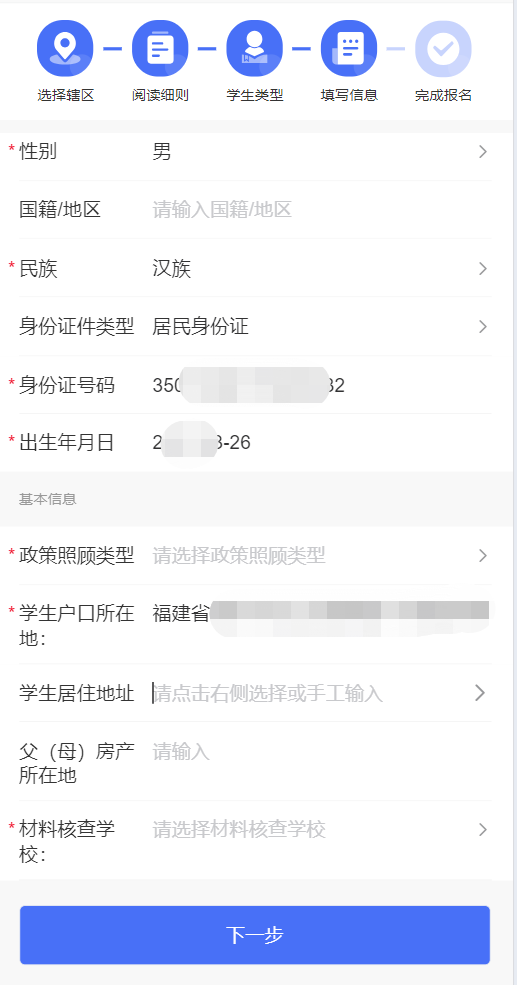 选择辖区 阅读细则 学生类型 填写信息 完成报名
* 性别 男
国籍/地区 请输入国籍/地区
* 民族 汉族
身份证件类型 居民身份证
* 身份证号码 350 32
* 出生年月日 2 3-26
基本信息
* 政策照顾类型 请选择政策照顾类型
* 学生户口所在 福建省
地：
学生居住地址 请点击右侧选择或手工输入
父（母）房产 请输入
所在地
* 材料核查学 请选择材料核查学校
校：
下一步